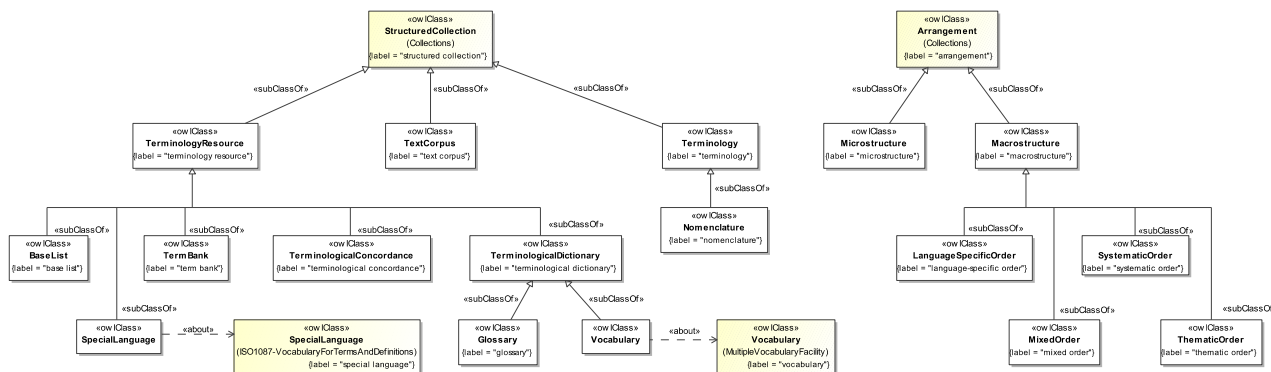 «owlClass»
StructuredCollection
(Collections)
{label = "structured collection"}
«owlClass»
Arrangement
(Collections)
{label = "arrangement"}
«subClassOf»
«subClassOf»
«subClassOf»
«subClassOf»
«subClassOf»
«owlClass»
TerminologyResource
{label = "terminology resource"}
«owlClass»
TextCorpus
{label = "text corpus"}
«owlClass»
Terminology
{label = "terminology"}
«owlClass»
Microstructure
{label = "microstructure"}
«owlClass»
Macrostructure
{label = "macrostructure"}
«subClassOf»
«subClassOf»
«subClassOf»
«subClassOf»
«subClassOf»
«subClassOf»
«subClassOf»
«owlClass»
BaseList
{label = "base list"}
«owlClass»
TermBank
{label = "term bank"}
«owlClass»
TerminologicalConcordance
{label = "terminological concordance"}
«owlClass»
TerminologicalDictionary
{label = "terminological dictionary"}
«owlClass»
Nomenclature
{label = "nomenclature"}
«owlClass»
LanguageSpecificOrder
{label = "language-specific order"}
«owlClass»
SystematicOrder
{label = "systematic order"}
«subClassOf»
«subClassOf»
«subClassOf»
«subClassOf»
«subClassOf»
«owlClass»
SpecialLanguage
«about»
«owlClass»
SpecialLanguage
(ISO1087-VocabularyForTermsAndDefinitions)
{label = "special language"}
«owlClass»
Glossary
{label = "glossary"}
«owlClass»
Vocabulary
«about»
«owlClass»
Vocabulary
(MultipleVocabularyFacility)
{label = "vocabulary"}
«owlClass»
MixedOrder
{label = "mixed order"}
«owlClass»
ThematicOrder
{label = "thematic order"}